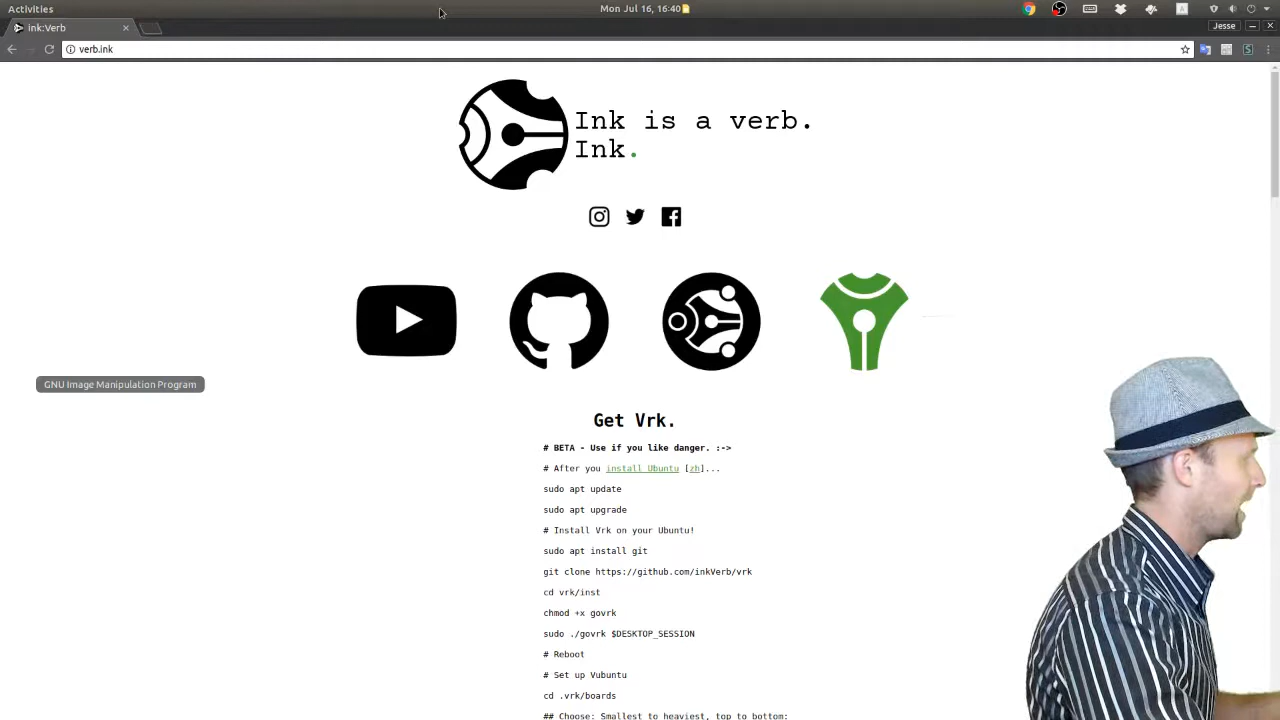 Activities
Mon Jul 16, 16:40
ink:Verb
Jesse
verb.ink
Ink is a verb.
Ink.
GNU Image Manipulation Program
Get Vrk.
# BETA - Use if you like danger. :->
# After you install Ubuntu [zh]...
sudo apt update
sudo apt upgrade
# Install Vrk on your Ubuntu!
sudo apt install git
git clone https://github.com/inkVerb/vrk
cd vrk/inst
chmod +x govrk
sudo ./govrk $DESKTOP_SESSION
# Reboot
# Set up Vubuntu
cd .vrk/boards
## Choose: Smallest to heaviest, top to bottom: